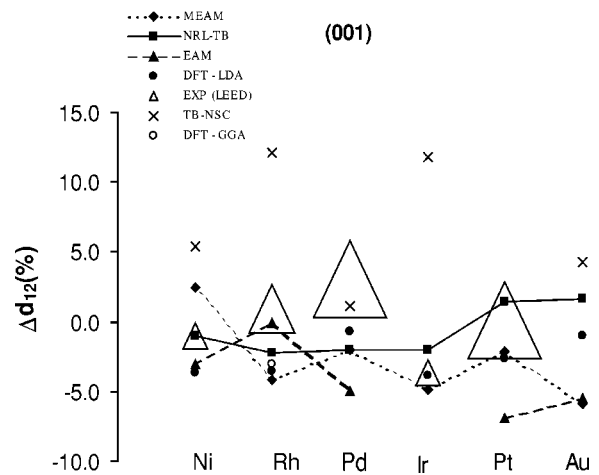 MEAM
NRL-TB
(001)
EAM
DFT - LDA
EXP (LEED)
TB-NSC
DFT - GGA
15.0
10.0
5.0
0.0
-5.0
-10.0
Δd12(%)
Ni Rh Pd Ir Pt Au